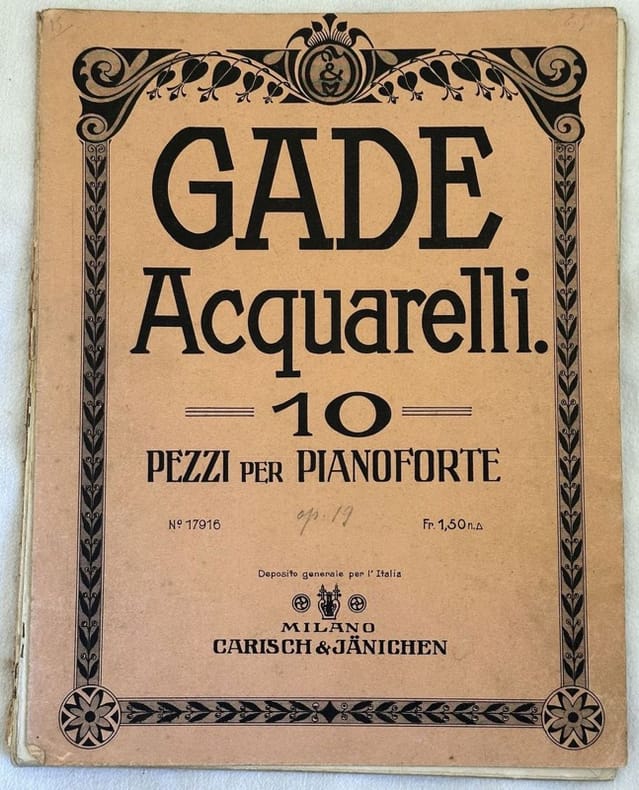 GADE
Acquarelli.
10
PEZZI PER PIANOFORTE
Nº 17916
op. 19
Fr. 1,50 n.
Deposito generale per l'Italia
MILANO
CARISCH & JÄNICHEN